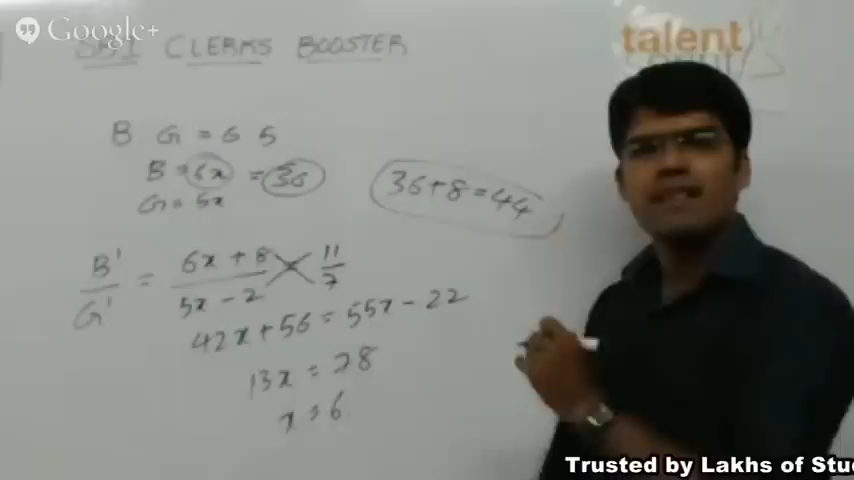 Google+
SBI CLERKS BOOSTER
talent
B G = 6 5
B = 6x = 36
G = 5x
36+8=44
B' / G' = 6x + 8 / 5x - 2 11 / 7
42x+56 = 55x - 22
13x = 78
x = 6
Trusted by Lakhs of Stu